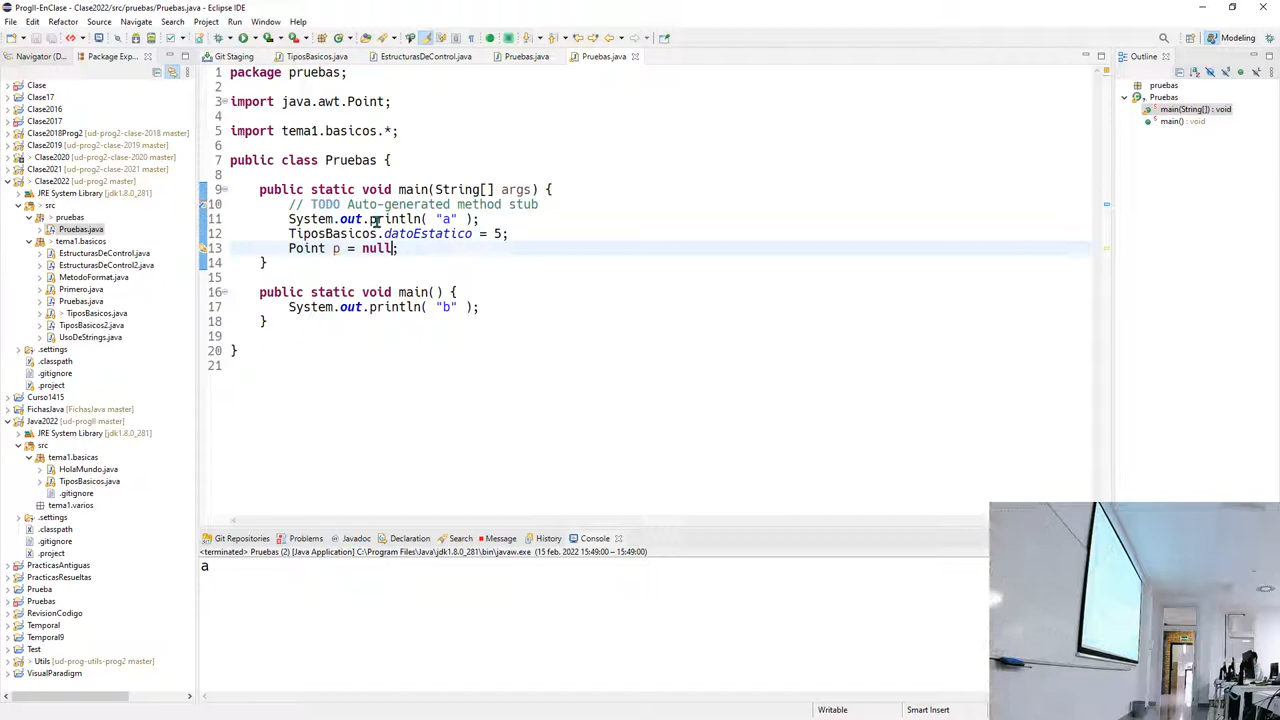 ProgII-EnClase - Clase2022/src/pruebas/Pruebas.java - Eclipse IDE
File Edit Refactor Source Navigate Search Project Run Window Help
Modeling
Navigator (D...
Package Exp...
Git Staging
TiposBasicos.java
EstructurasDeControl.java
Pruebas.java
Pruebas.java
Outline
Clase
Clase17
Clase2016
Clase2017
Clase2018Prog2 [ud-prog2-clase-2018 master]
Clase2019 [ud-prog2-clase-2019 master]
> Clase2020 [ud-prog2-clase-2020 master]
Clase2021 [ud-prog2-clase-2021 master]
> Clase2022 [ud-prog2 master]
JRE System Library [jdk1.8.0_281]
> src
> pruebas
> Pruebas.java
> tema1.basicos
EstructurasDeControl.java
EstructurasDeControl2.java
MetodoFormat.java
Primero.java
Pruebas.java
> TiposBasicos.java
TiposBasicos2.java
UsoDeStrings.java
.settings
.classpath
.gitignore
.project
Curso1415
FichasJava [FichasJava master]
Java2022 [ud-progII master]
JRE System Library [jdk1.8.0_281]
src
tema1.basicas
HolaMundo.java
TiposBasicos.java
.gitignore
tema1.varios
.settings
.classpath
.gitignore
.project
PracticasAntiguas
PracticasResueltas
Prueba
Pruebas
RevisionCodigo
Temporal
Temporal9
Test
> Utils [ud-prog-utils-prog2 master]
VisualParadigm
1 package pruebas;
2
3 import java.awt.Point;
4
5 import tema1.basicos.*;
6
7 public class Pruebas {
8
9 public static void main(String[] args) {
10 // TODO Auto-generated method stub
11 System.out.println( "a" );
12 TiposBasicos.datoEstatico = 5;
13 Point p = null;
14 }
15
16 public static void main() {
17 System.out.println( "b" );
18 }
19
20 }
21
pruebas
Pruebas
main(String[]) : void
main() : void
Git Repositories
Problems
Javadoc
Declaration
Search
Message
History
Console
<terminated> Pruebas (2) [Java Application] C:\Program Files\Java\jdk1.8.0_281\bin\javaw.exe (15 feb. 2022 15:49:00 – 15:49:00)
a
Writable
Smart Insert